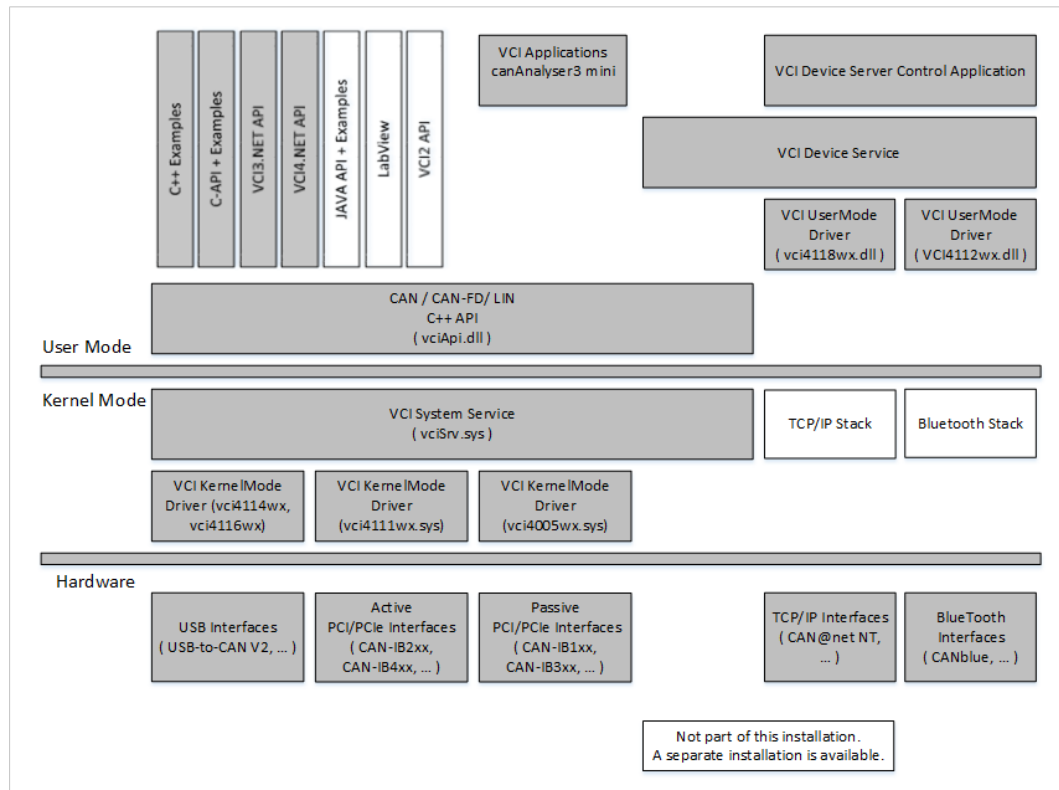 C++ Examples
C-API + Examples
VCI3.NET API
VCI4.NET API
JAVA API + Examples
LabView
VCI2 API
VCI Applications
canAnalyser3 mini
VCI Device Server Control Application
VCI Device Service
VCI UserMode
Driver
( vci4118wx.dll )
VCI UserMode
Driver
( VCI4112wx.dll )
CAN / CAN-FD/ LIN
C++ API
( vciApi.dll )
User Mode
Kernel Mode
VCI System Service
( vciSrv.sys )
TCP/IP Stack
Bluetooth Stack
VCI KernelMode
Driver (vci4114wx,
vci4116wx)
VCI KernelMode
Driver
(vci4111wx.sys)
VCI KernelMode
Driver
(vci4005wx.sys)
Hardware
USB Interfaces
( USB-to-CAN V2, ... )
Active
PCI/PCIe Interfaces
( CAN-IB2xx,
CAN-IB4xx, ... )
Passive
PCI/PCIe Interfaces
( CAN-IB1xx,
CAN-IB3xx, ... )
TCP/IP Interfaces
( CAN@net NT,
... )
BlueTooth
Interfaces
( CANblue, ... )
Not part of this installation.
A separate installation is available.